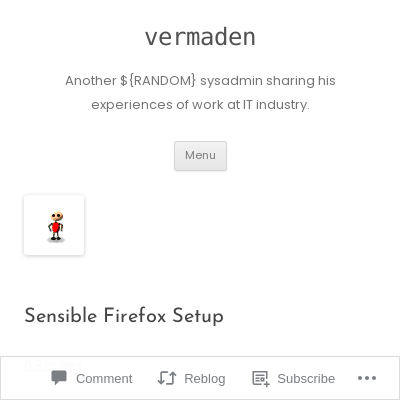 vermaden
Another ${RANDOM} sysadmin sharing his
experiences of work at IT industry.
Menu
Sensible Firefox Setup
Comment
Reblog
Subscribe